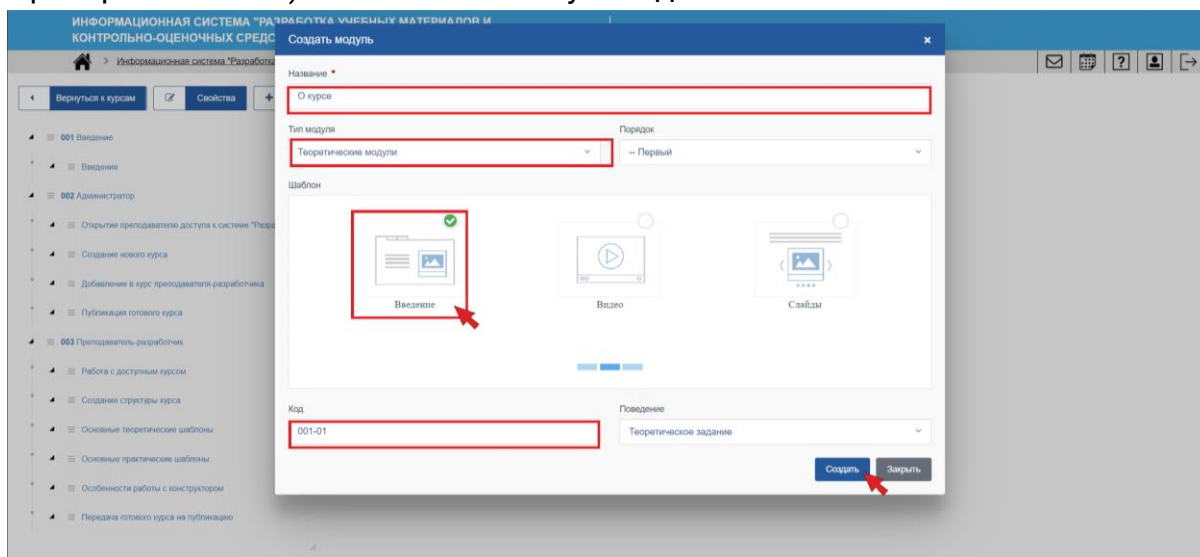 ИНФОРМАЦИОННАЯ СИСТЕМА "РАЗРАБОТКА УЧЕБНЫХ МАТЕРИАЛОВ И
КОНТРОЛЬНО-ОЦЕНОЧНЫХ СРЕДС
Создать модуль
×
> Информационная система "Разработка
Вернуться к курсам
Свойства
+
001 Введение
Введение
002 Администратор
Открытие преподавателю доступа к системе "Разра
Создание нового курса
Добавление в курс преподавателя-разработчика
Публикация готового курса
003 Преподаватель-разработчик
Работа с доступным курсом
Создание структуры курса
Основные теоретические шаблоны
Основные практические шаблоны
Особенности работы с конструктором
Передача готового курса на публикацию
Название *
О курсе
Тип модуля
Порядок
Теоретические модули
-- Первый
Шаблон
Введение
Видео
Слайды
Код
Поведение
001-01
Теоретическое задание
Создать
Закрыть